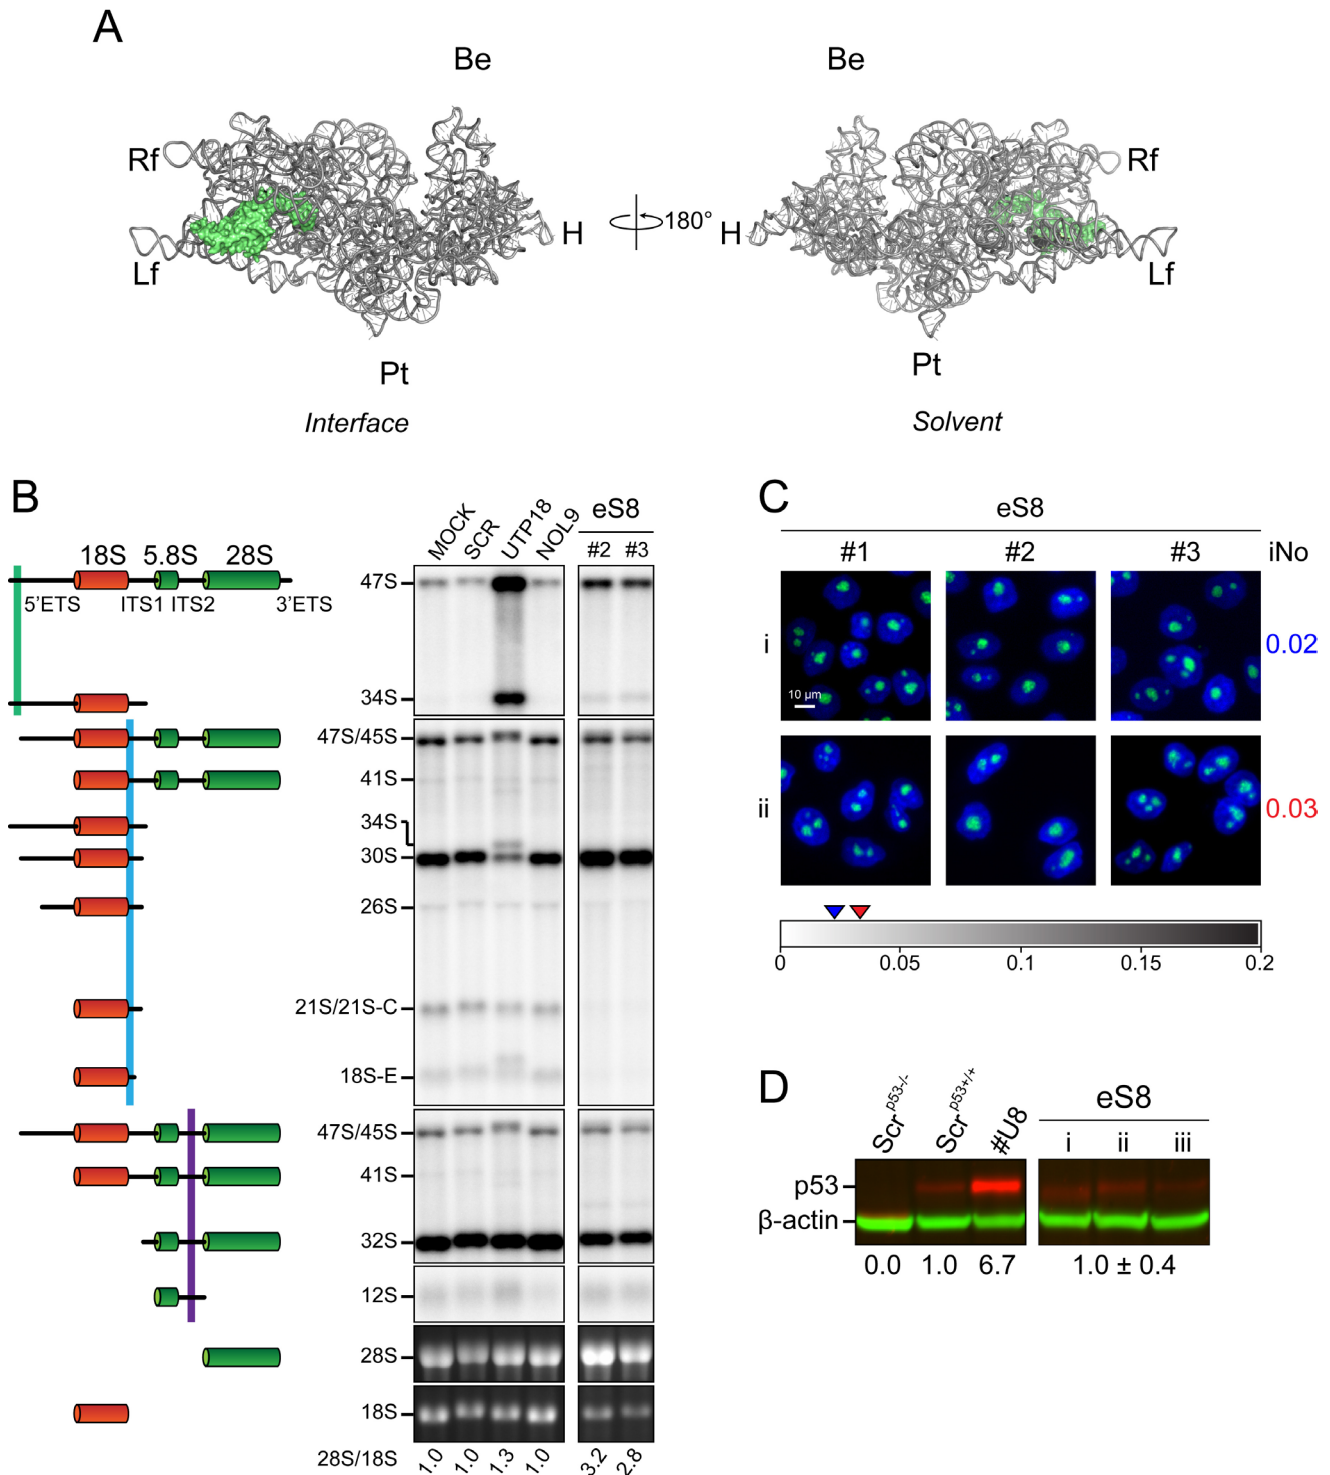 A
Be
Be
Rf
Rf
H
180°
H
Lf
Lf
Pt
Pt
Interface
Solvent
B
18S 5.8S 28S
5'ETS ITS1 ITS2 3'ETS
MOCK SCR UTP18 NOL9 eS8
#2 #3
47S
34S
47S/45S
41S
34S
30S
26S
21S/21S-C
18S-E
47S/45S
41S
32S
12S
28S
18S
28S/18S 1.0 1.0 1.3 1.0 3.2 2.8
C
eS8
#1 #2 #3 iNo
i 0.02
10 µm
ii 0.03
0 0.05 0.1 0.15 0.2
D
Scr p53-/- Scr p53+/+ #U8 eS8
i ii iii
p53
β-actin
0.0 1.0 6.7 1.0 ± 0.4